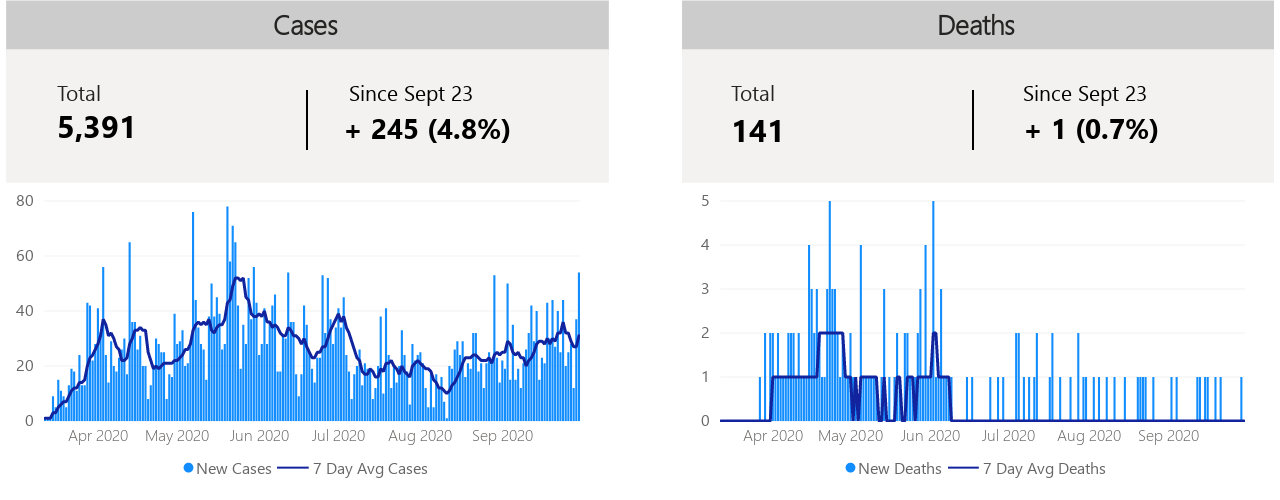 Cases
Total
5,391
Since Sept 23
+ 245 (4.8%)
80
60
40
20
0
Apr 2020 May 2020 Jun 2020 Jul 2020 Aug 2020 Sep 2020
New Cases 7 Day Avg Cases
Deaths
Total
141
Since Sept 23
+ 1 (0.7%)
5
4
3
2
1
0
Apr 2020 May 2020 Jun 2020 Jul 2020 Aug 2020 Sep 2020
New Deaths 7 Day Avg Deaths